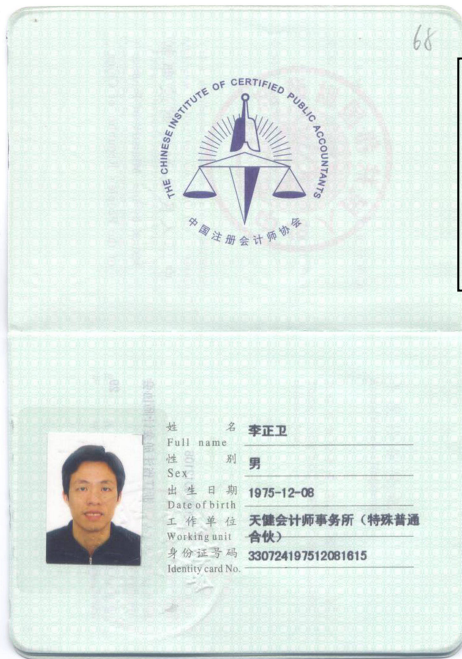 68
THE CHINESE INSTITUTE OF CERTIFIED PUBLIC ACCOUNTANTS
中国注册会计师协会
姓 名 李正卫
Full name
性 别 男
Sex
出生日期 1975-12-08
Date of birth
工作单位 天健会计师事务所（特殊普通
Working unit 合伙）
身份证号码 330724197512081615
Identity card No.